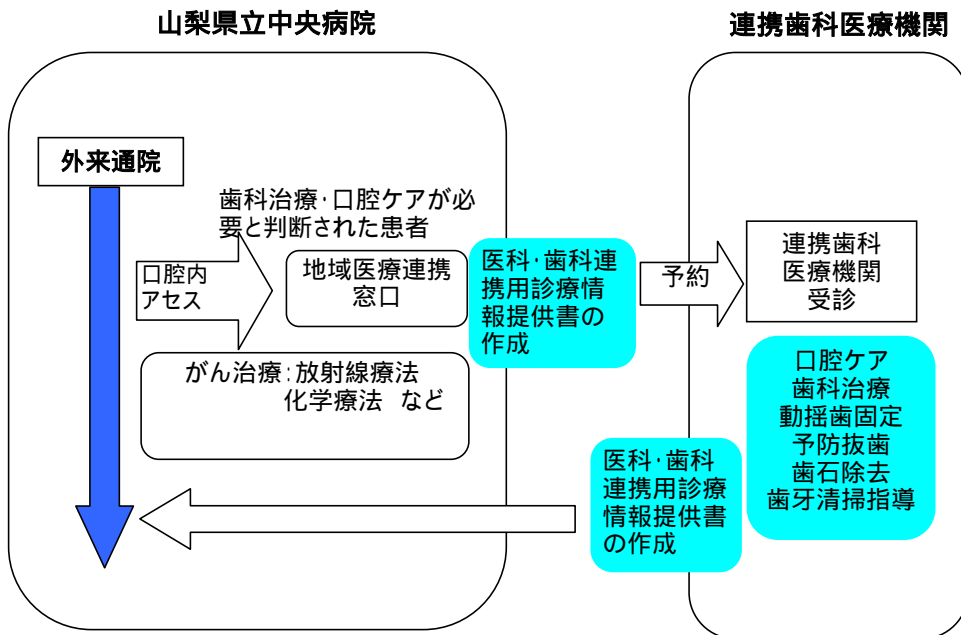 山梨県立中央病院
連携歯科医療機関
外来通院
歯科治療･口腔ケアが必
要と判断された患者
口腔内
アセス
地域医療連携
窓口
医科･歯科連
携用診療情
報提供書の
作成
予約
連携歯科
医療機関
受診
がん治療:放射線療法
化学療法 など
口腔ケア
歯科治療
動揺歯固定
予防抜歯
歯石除去
歯牙清掃指導
医科･歯科
連携用診療
情報提供書
の作成